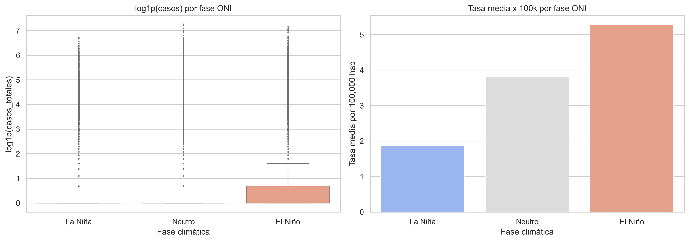 log1p(casos) por fase ONI
log1p(casos_totales)
7
6
5
4
3
2
1
0
La Niña
Neutro
El Niño
Fase climática
Tasa media x 100k por fase ONI
Tasa media por 100,000 hab
5
4
3
2
1
0
La Niña
Neutro
El Niño
Fase climática